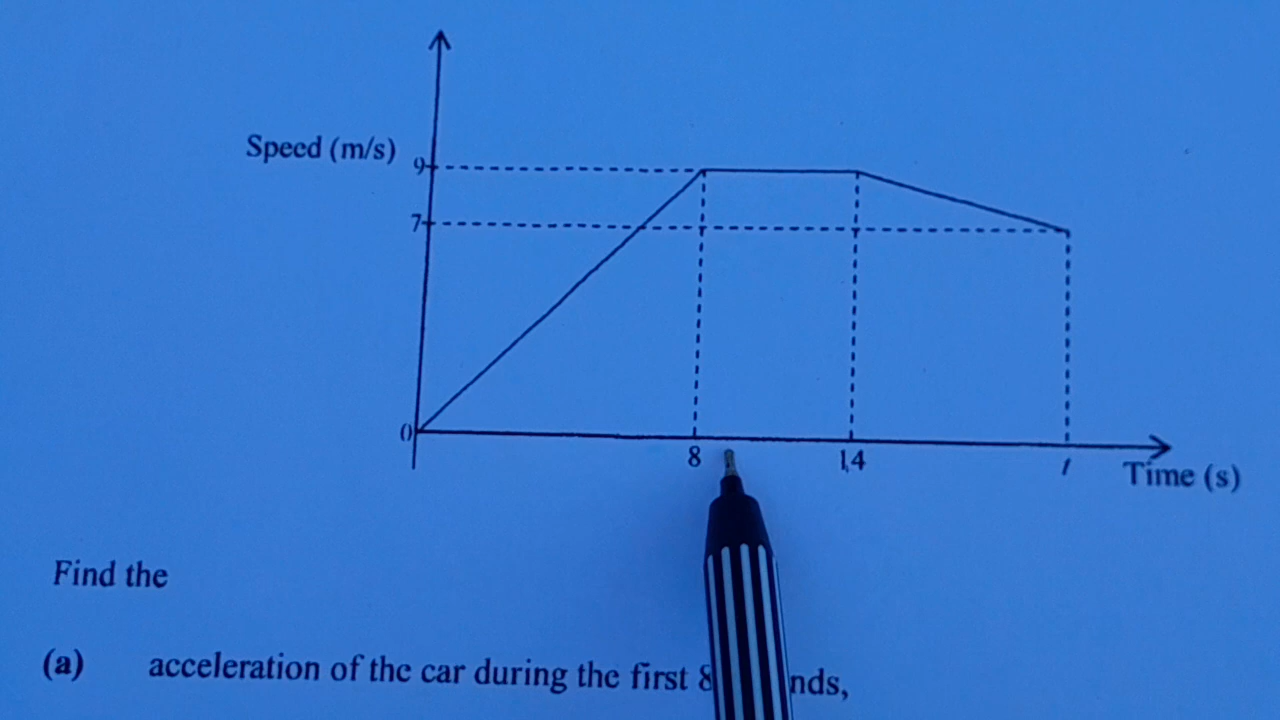 Speed (m/s)
9
7
0
8
14
t
Time (s)
Find the
(a) acceleration of the car during the first 8 nds,